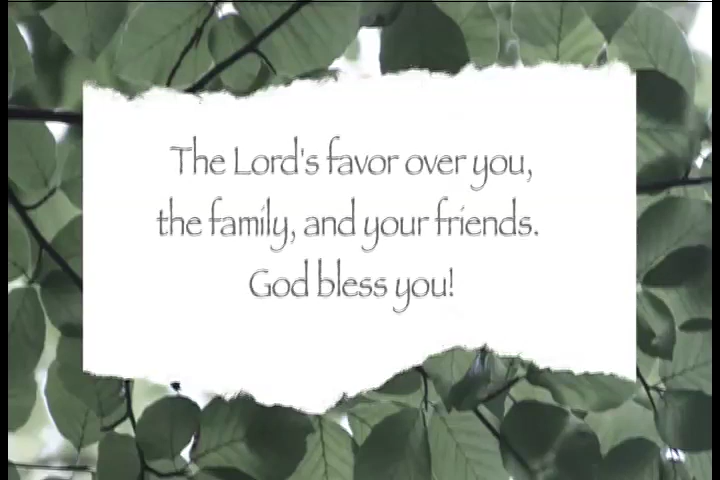 The Lord's favor over you,
the family, and your friends.
God bless you!